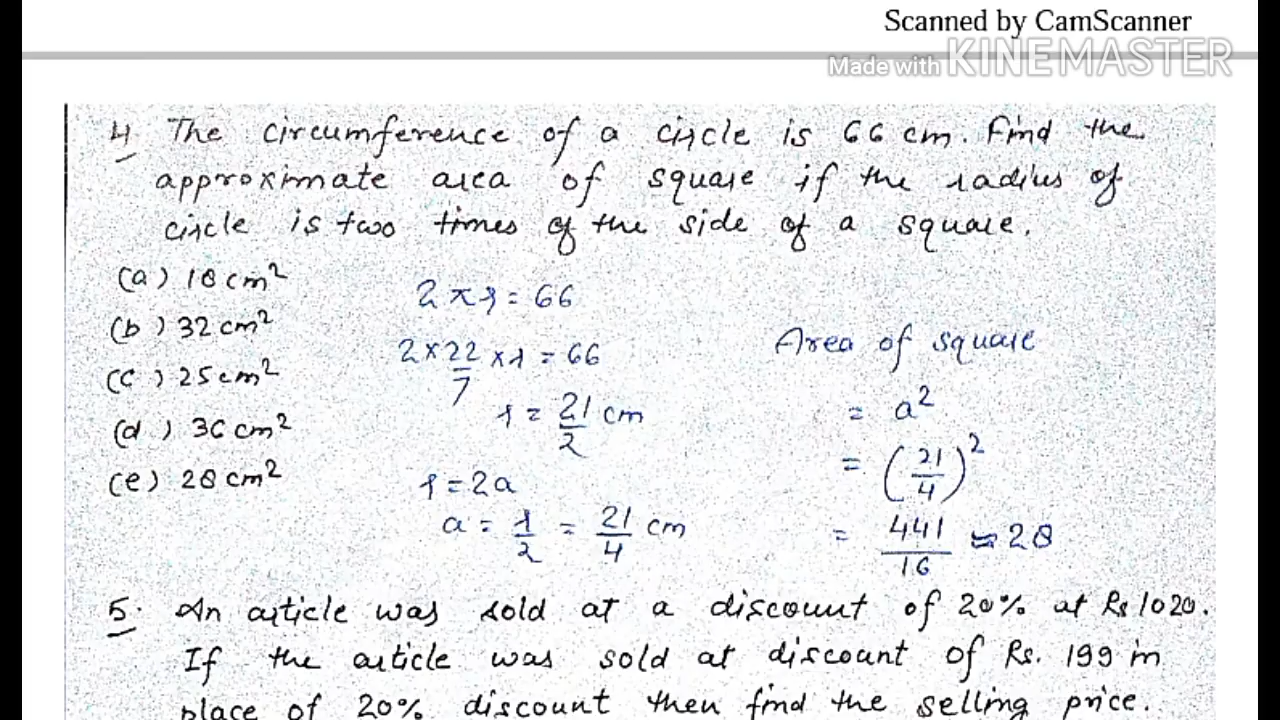 Scanned by CamScanner
Made with KINEMASTER
4 The circumference of a circle is 66 cm. Find the
approximate area of square if the radius of
circle is two times of the side of a square.
(a) 18 cm²
(b) 32 cm²
(c) 25 cm²
(d) 36 cm²
(e) 28 cm²
2πr = 66
2 × 22/7 × r = 66
r = 21/2 cm
r = 2a
a = r/2 = 21/4 cm
Area of square
= a²
= (21/4)²
= 441/16 ≈ 28
5. An article was sold at a discount of 20% at Rs 1020.
If the article was sold at discount of Rs. 199 in
place of 20% discount then find the selling price.